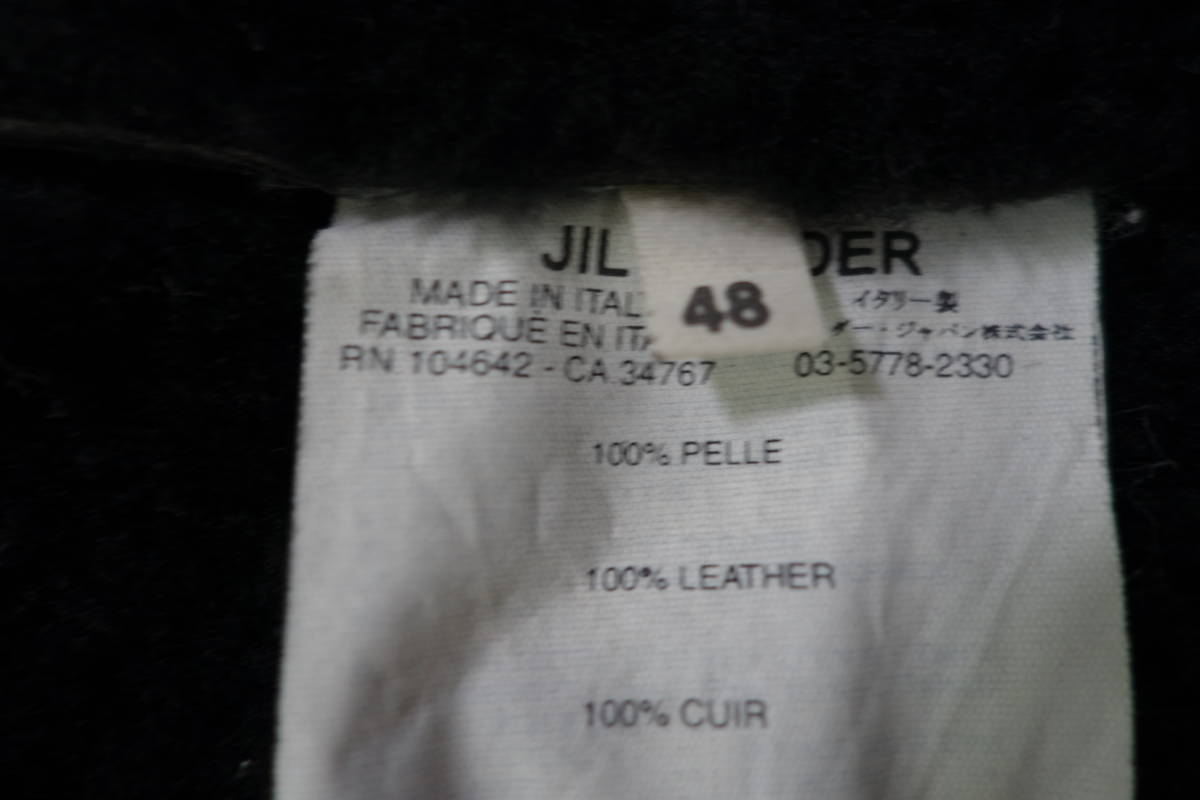 JIL DER
48
MADE IN ITAL イタリー製
FABRIQUÉ EN ITA ダー・ジャパン株式会社
RN 104642 - CA.34767 03-5778-2330
100% PELLE
100% LEATHER
100% CUIR